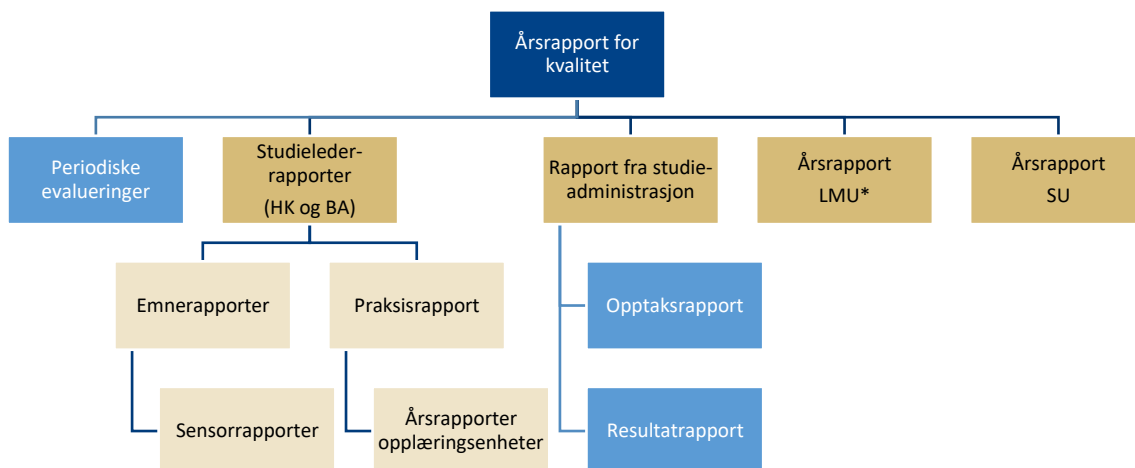 Årsrapport for
kvalitet
Periodiske
evalueringer
Studieleder-
rapporter
(HK og BA)
Rapport fra studie-
administrasjon
Årsrapport
LMU*
Årsrapport
SU
Emnerapporter
Praksisrapport
Opptaksrapport
Sensorrapporter
Årsrapporter
opplæringsenheter
Resultatrapport